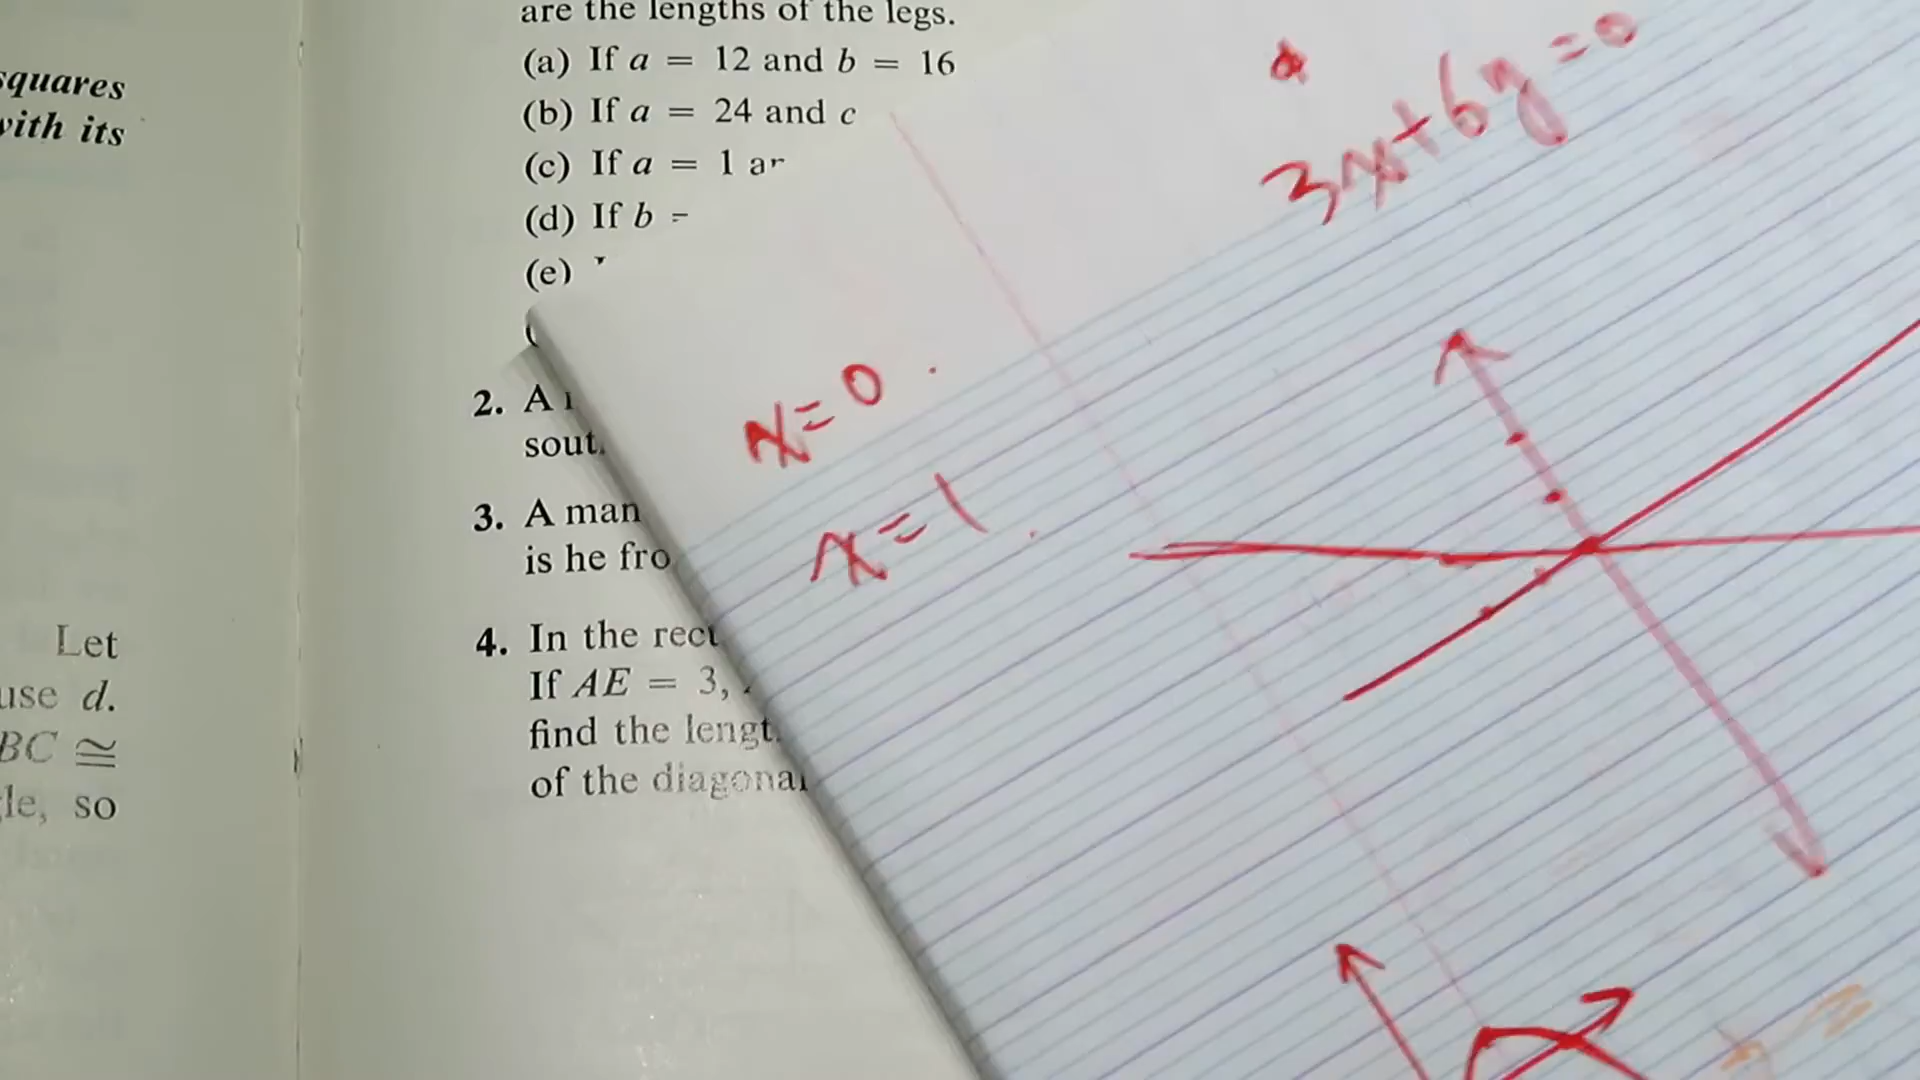 squares
with its
Let
use d.
BC ≅
le, so
are the lengths of the legs.
(a) If a = 12 and b = 16
(b) If a = 24 and c
(c) If a = 1
(d) If b
(e)
2. A
3. A man
is he fro
4. In the rect
If AE = 3,
find the lengt
of the diagonal
3x+6y=0
x=0
x=1